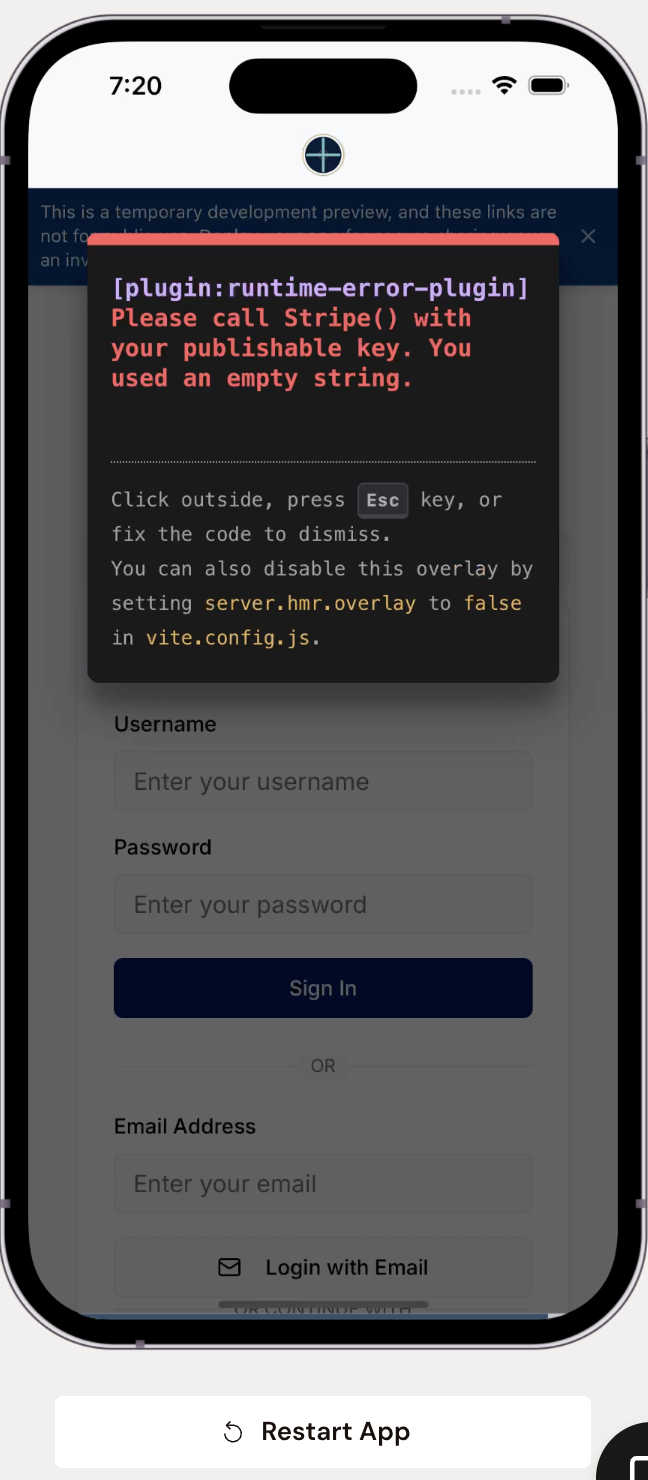 7:20
This is a temporary development preview, and these links are
not for
an inv
[plugin:runtime-error-plugin]
Please call Stripe() with
your publishable key. You
used an empty string.
Click outside, press Esc key, or
fix the code to dismiss.
You can also disable this overlay by
setting server.hmr.overlay to false
in vite.config.js.
Username
Enter your username
Password
Enter your password
Sign In
OR
Email Address
Enter your email
Login with Email
OR CONTINUE WITH
Restart App